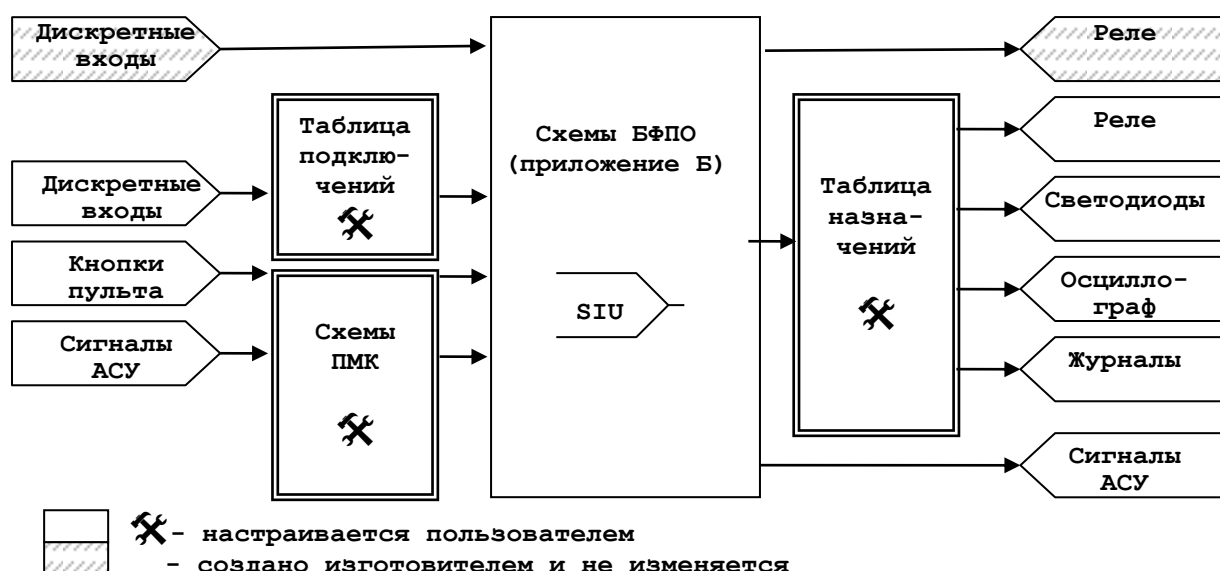 Дискретные
входы
Таблица
подклю-
чений
Дискретные
входы
Кнопки
пульта
Сигналы
АСУ
Схемы
ПМК
Схемы БФПО
(приложение Б)
SIU
Таблица
назна-
чений
Реле
Реле
Светодиоды
Осцилло-
граф
Журналы
Сигналы
АСУ
- настраивается пользователем
- создано изготовителем и не изменяется